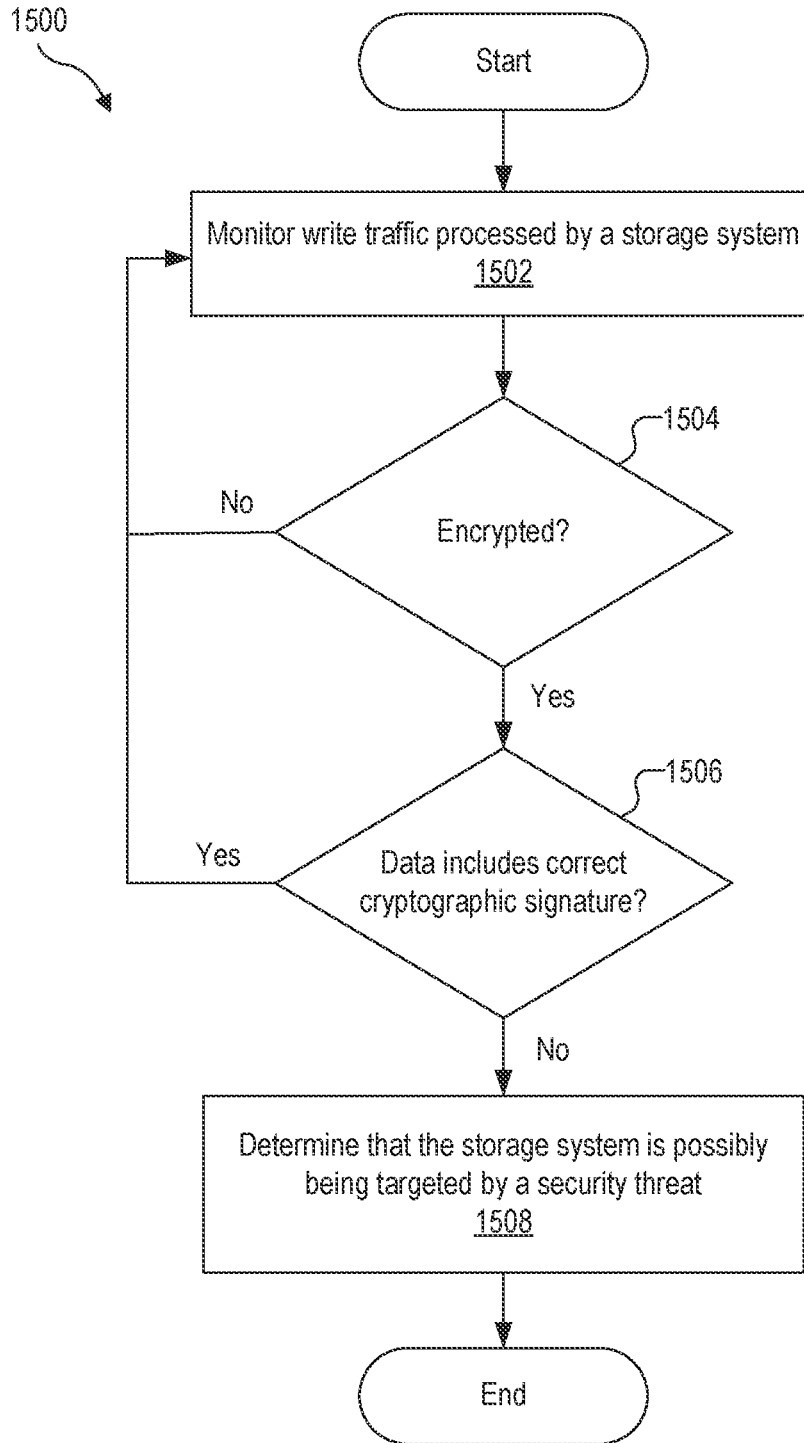 1500
Start
Monitor write traffic processed by a storage system
1502
1504
No
Encrypted?
Yes
1506
Yes
Data includes correct
cryptographic signature?
No
Determine that the storage system is possibly
being targeted by a security threat
1508
End